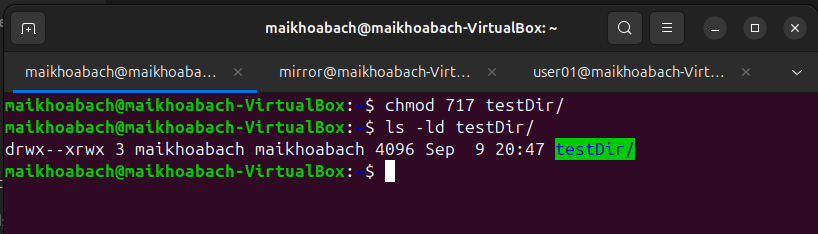 maikhoabach@maikhoabach-VirtualBox: ~
maikhoabach@maikhoaba… × mirror@maikhoabach-Virt… × user01@maikhoabach-Virt… ×
maikhoabach@maikhoabach-VirtualBox:~$ chmod 717 testDir/
maikhoabach@maikhoabach-VirtualBox:~$ ls -ld testDir/
drwx--xrwx 3 maikhoabach maikhoabach 4096 Sep  9 20:47 testDir/
maikhoabach@maikhoabach-VirtualBox:~$